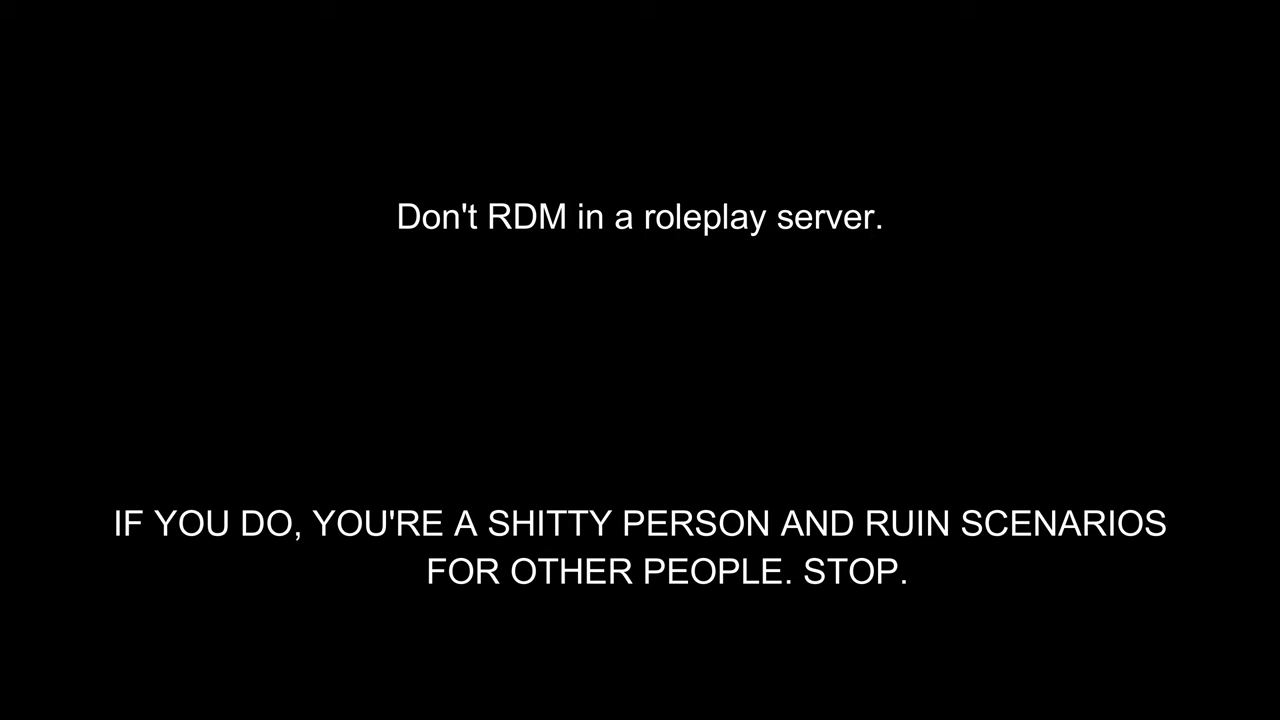 Don't RDM in a roleplay server.
IF YOU DO, YOU'RE A SHITTY PERSON AND RUIN SCENARIOS
FOR OTHER PEOPLE. STOP.